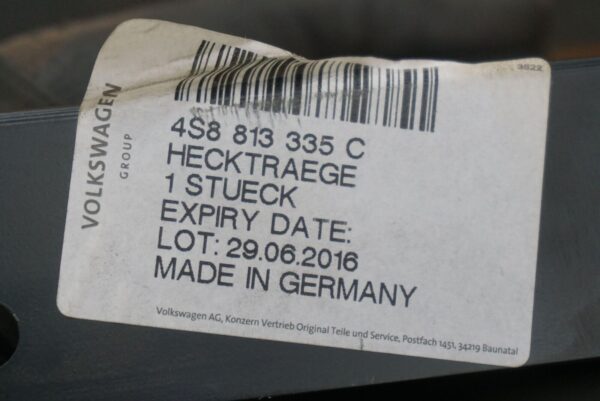 3522
VOLKSWAGEN
GROUP
4S8 813 335 C
HECKTRAEGE
1 STUECK
EXPIRY DATE:
LOT: 29.06.2016
MADE IN GERMANY
Volkswagen AG, Konzern Vertrieb Original Teile und Service, Postfach 1451, 34219 Baunatal